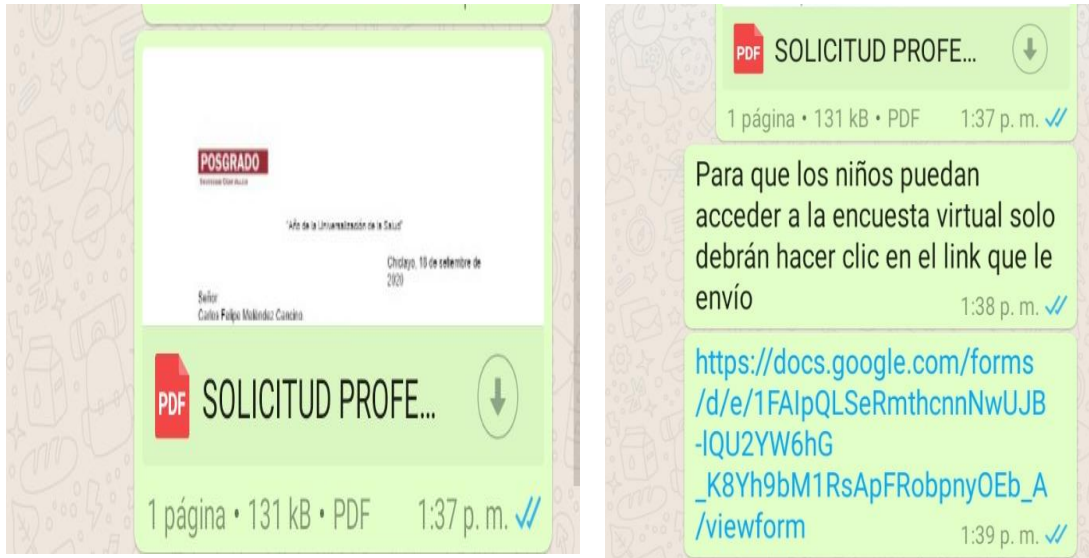 POSGRADO
"Año de la Universalización de la Salud"
Chiclayo, 18 de setiembre de
2020
Señor
Carlos Felipe Meléndez Cancino
PDF SOLICITUD PROFE...
1 página • 131 kB • PDF 1:37 p. m.
PDF SOLICITUD PROFE...
1 página • 131 kB • PDF 1:37 p. m.
Para que los niños puedan
acceder a la encuesta virtual solo
debrán hacer clic en el link que le
envío 1:38 p. m.
https://docs.google.com/forms
/d/e/1FAIpQLSeRmthcnnNwUJB
-lQU2YW6hG
_K8Yh9bM1RsApFRobpnyOEb_A
/viewform 1:39 p. m.